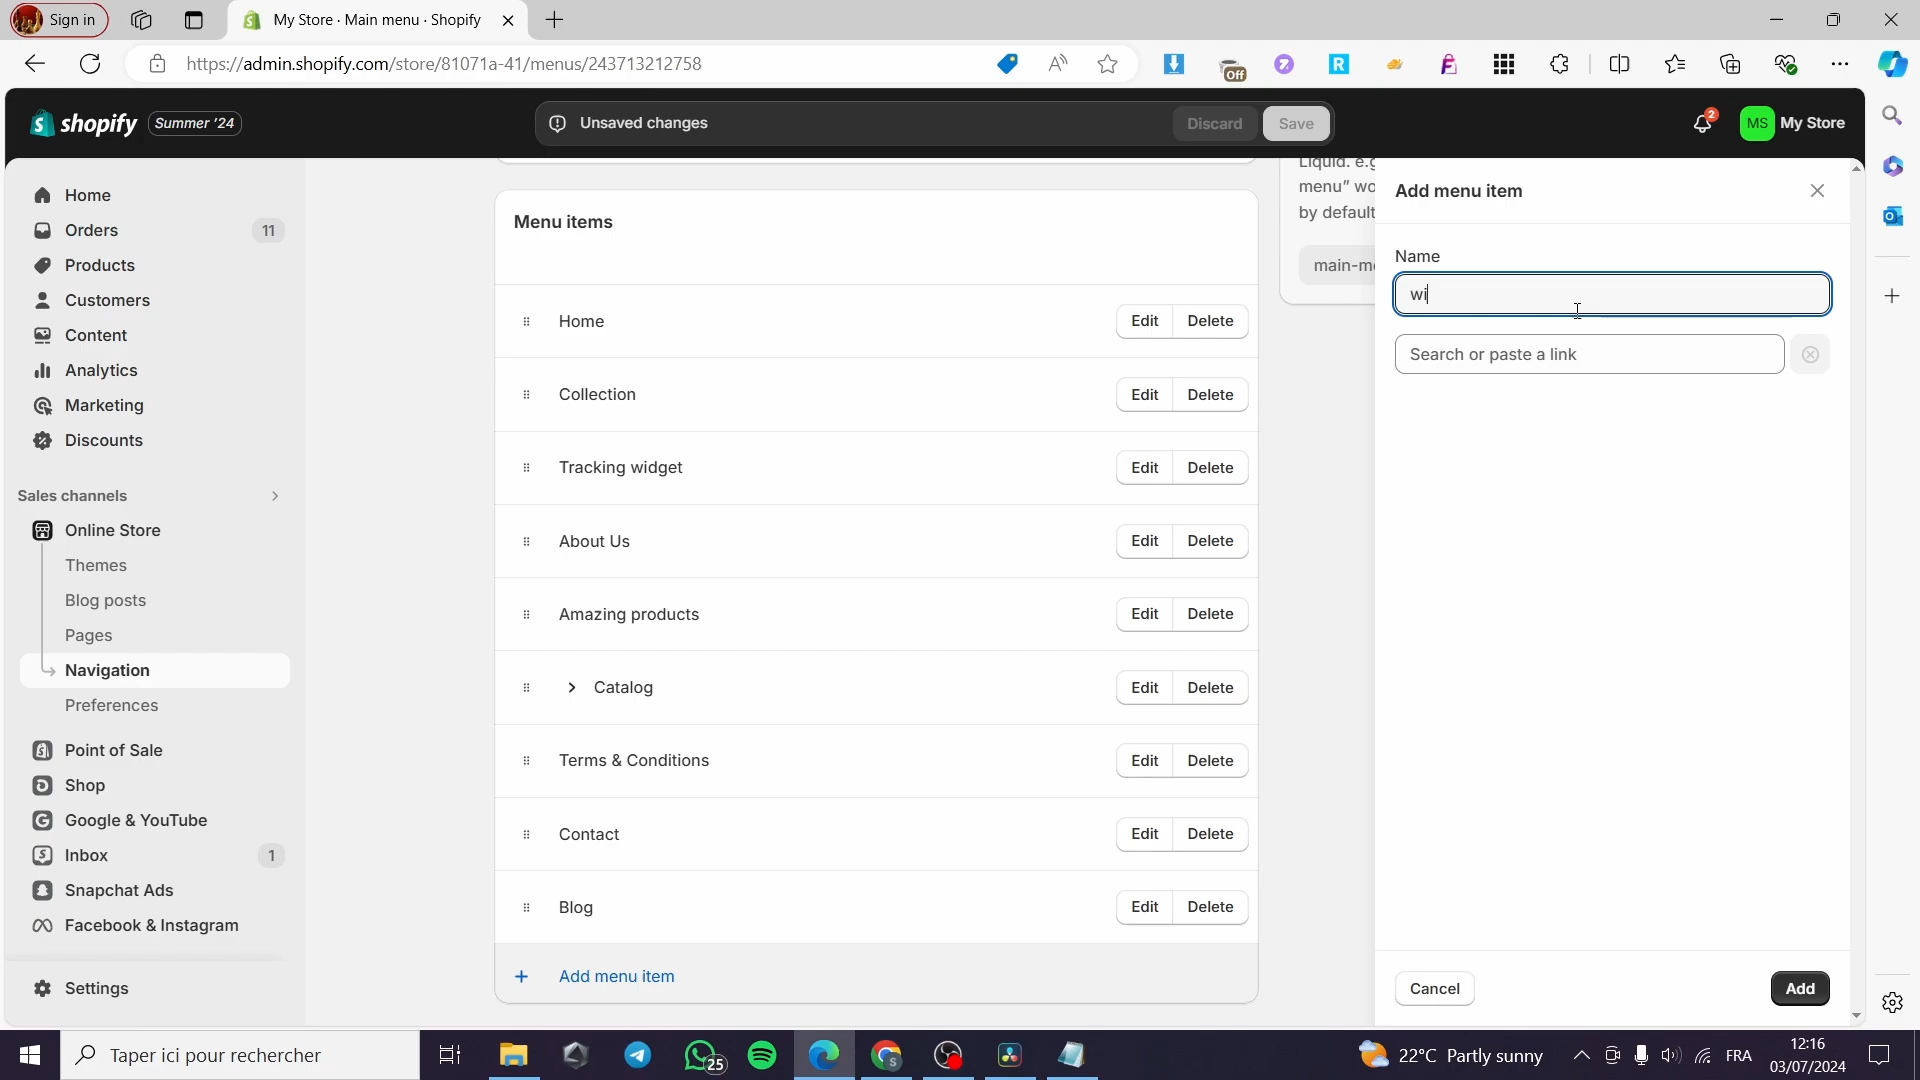 Sign in
My Store · Main menu · Shopify
https://admin.shopify.com/store/81071a-41/menus/243713212758
Off
shopify
Summer '24
Unsaved changes
Discard
Save
2
MS
My Store
Home
Orders
11
Products
Customers
Content
Analytics
Marketing
Discounts
Sales channels
Online Store
Themes
Blog posts
Pages
Navigation
Preferences
Point of Sale
Shop
Google & YouTube
Inbox
1
Snapchat Ads
Facebook & Instagram
Settings
Menu items
Home
Edit
Delete
Collection
Edit
Delete
Tracking widget
Edit
Delete
About Us
Edit
Delete
Amazing products
Edit
Delete
Catalog
Edit
Delete
Terms & Conditions
Edit
Delete
Contact
Edit
Delete
Blog
Edit
Delete
Add menu item
Liquid. e.g
menu" wo
by default
main-me
Add menu item
Name
wi
Search or paste a link
Cancel
Add
Taper ici pour rechercher
25
22°C Partly sunny
FRA
12:16
03/07/2024